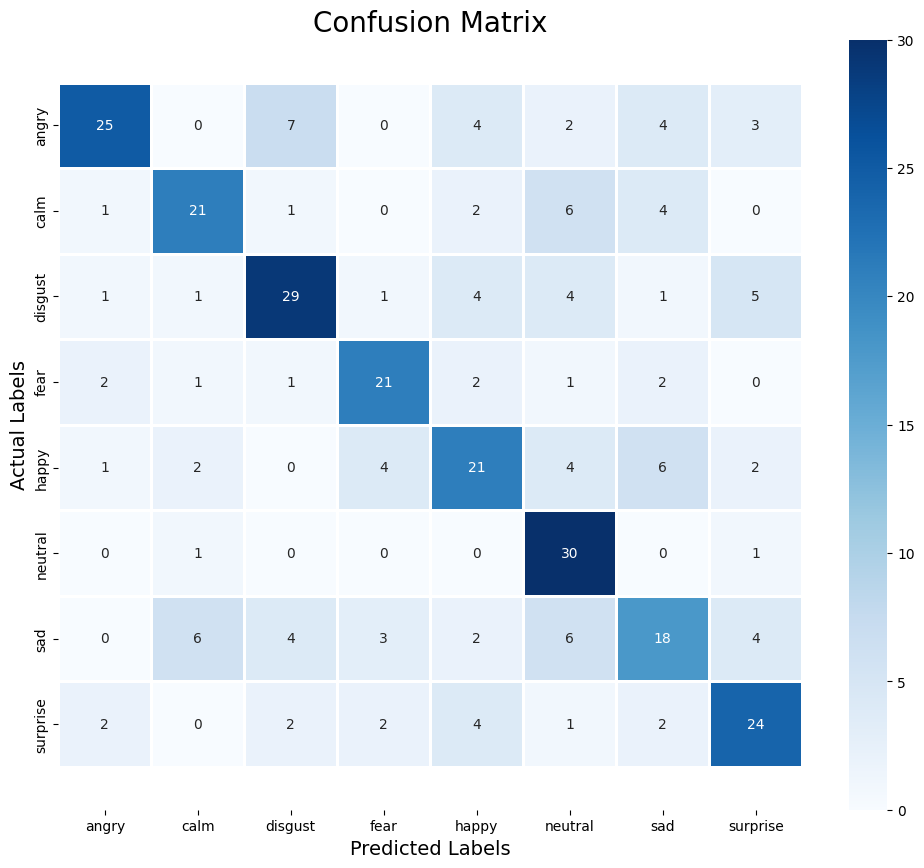 Confusion Matrix
30
angry 25 0 7 0 4 2 4 3
calm 1 21 1 0 2 6 4 0
25
disgust 1 1 29 1 4 4 1 5
20
fear 2 1 1 21 2 1 2 0
Actual Labels
15
happy 1 2 0 4 21 4 6 2
neutral 0 1 0 0 0 30 0 1
10
sad 0 6 4 3 2 6 18 4
5
surprise 2 0 2 2 4 1 2 24
0
angry calm disgust fear happy neutral sad surprise
Predicted Labels